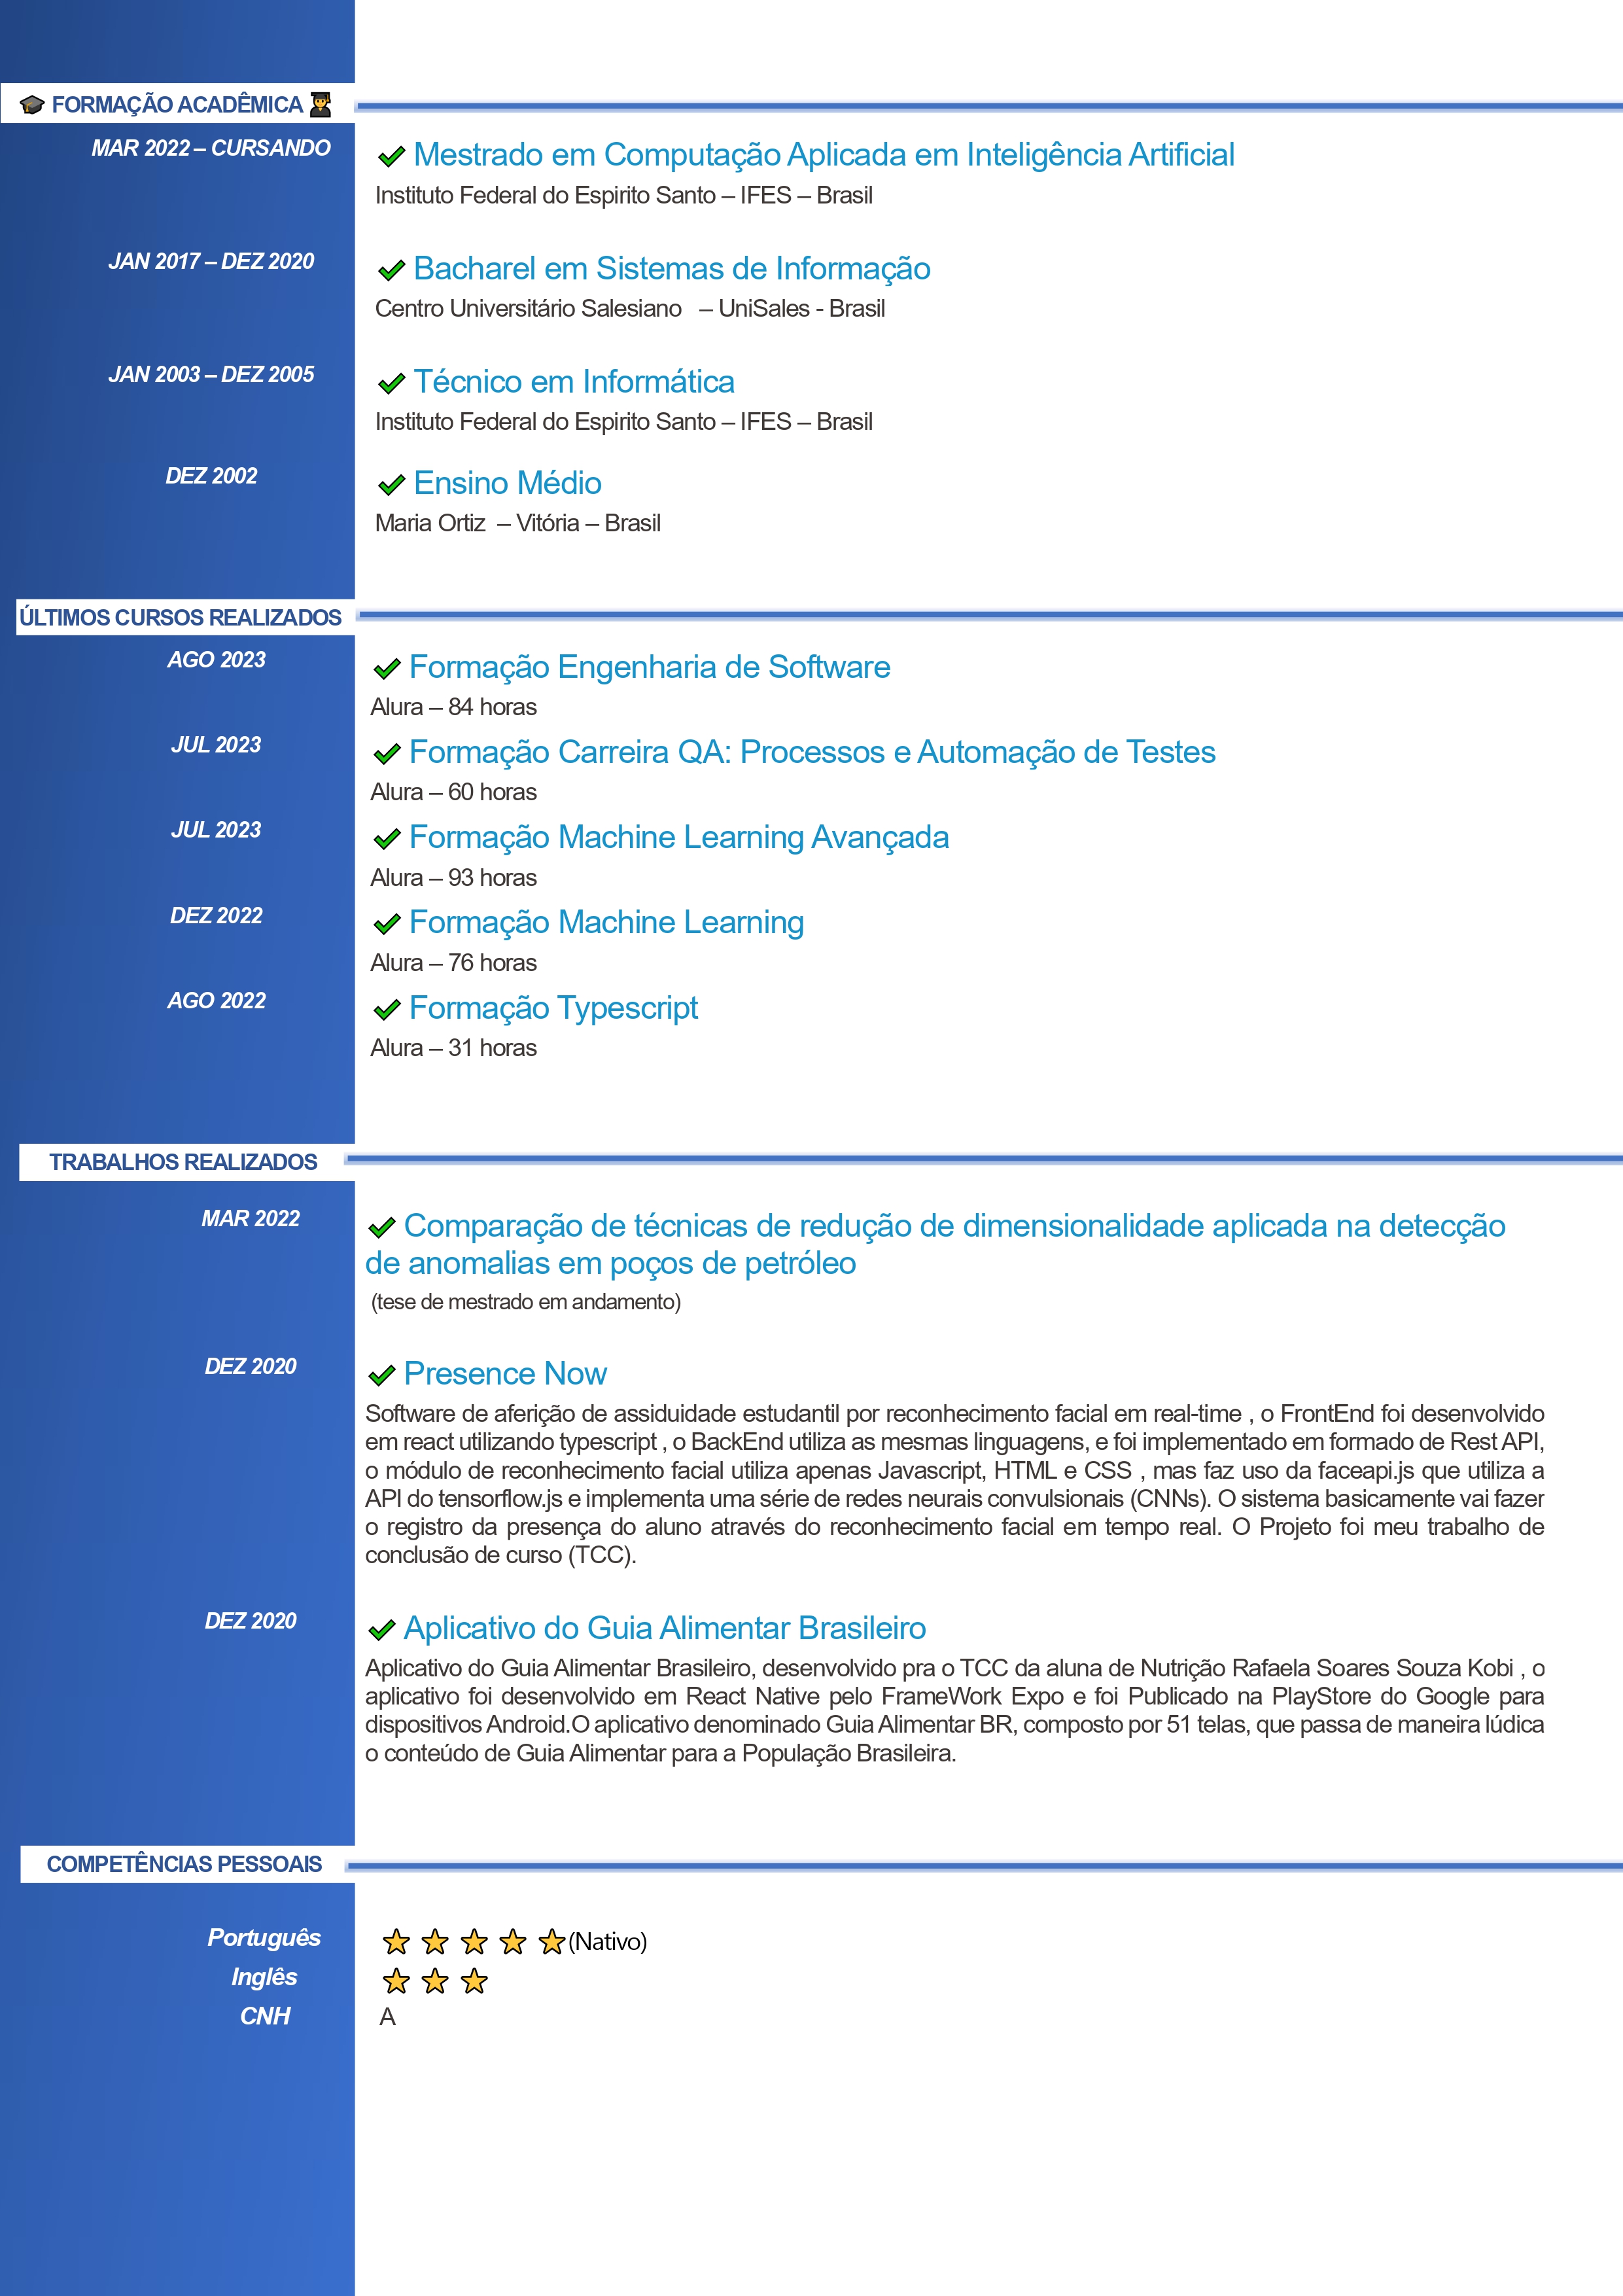 FORMAÇÃO ACADÊMICA
MAR 2022 – CURSANDO
Mestrado em Computação Aplicada em Inteligência Artificial
Instituto Federal do Espirito Santo – IFES – Brasil
JAN 2017 – DEZ 2020
Bacharel em Sistemas de Informação
Centro Universitário Salesiano – UniSales - Brasil
JAN 2003 – DEZ 2005
Técnico em Informática
Instituto Federal do Espirito Santo – IFES – Brasil
DEZ 2002
Ensino Médio
Maria Ortiz – Vitória – Brasil
ÚLTIMOS CURSOS REALIZADOS
AGO 2023
Formação Engenharia de Software
Alura – 84 horas
JUL 2023
Formação Carreira QA: Processos e Automação de Testes
Alura – 60 horas
JUL 2023
Formação Machine Learning Avançada
Alura – 93 horas
DEZ 2022
Formação Machine Learning
Alura – 76 horas
AGO 2022
Formação Typescript
Alura – 31 horas
TRABALHOS REALIZADOS
MAR 2022
Comparação de técnicas de redução de dimensionalidade aplicada na detecção
de anomalias em poços de petróleo
(tese de mestrado em andamento)
DEZ 2020
Presence Now
Software de aferição de assiduidade estudantil por reconhecimento facial em real-time , o FrontEnd foi desenvolvido
em react utilizando typescript , o BackEnd utiliza as mesmas linguagens, e foi implementado em formado de Rest API,
o módulo de reconhecimento facial utiliza apenas Javascript, HTML e CSS , mas faz uso da faceapi.js que utiliza a
API do tensorflow.js e implementa uma série de redes neurais convulsionais (CNNs). O sistema basicamente vai fazer
o registro da presença do aluno através do reconhecimento facial em tempo real. O Projeto foi meu trabalho de
conclusão de curso (TCC).
DEZ 2020
Aplicativo do Guia Alimentar Brasileiro
Aplicativo do Guia Alimentar Brasileiro, desenvolvido pra o TCC da aluna de Nutrição Rafaela Soares Souza Kobi , o
aplicativo foi desenvolvido em React Native pelo FrameWork Expo e foi Publicado na PlayStore do Google para
dispositivos Android.O aplicativo denominado Guia Alimentar BR, composto por 51 telas, que passa de maneira lúdica
o conteúdo de Guia Alimentar para a População Brasileira.
COMPETÊNCIAS PESSOAIS
Português (Nativo)
Inglês
CNH A